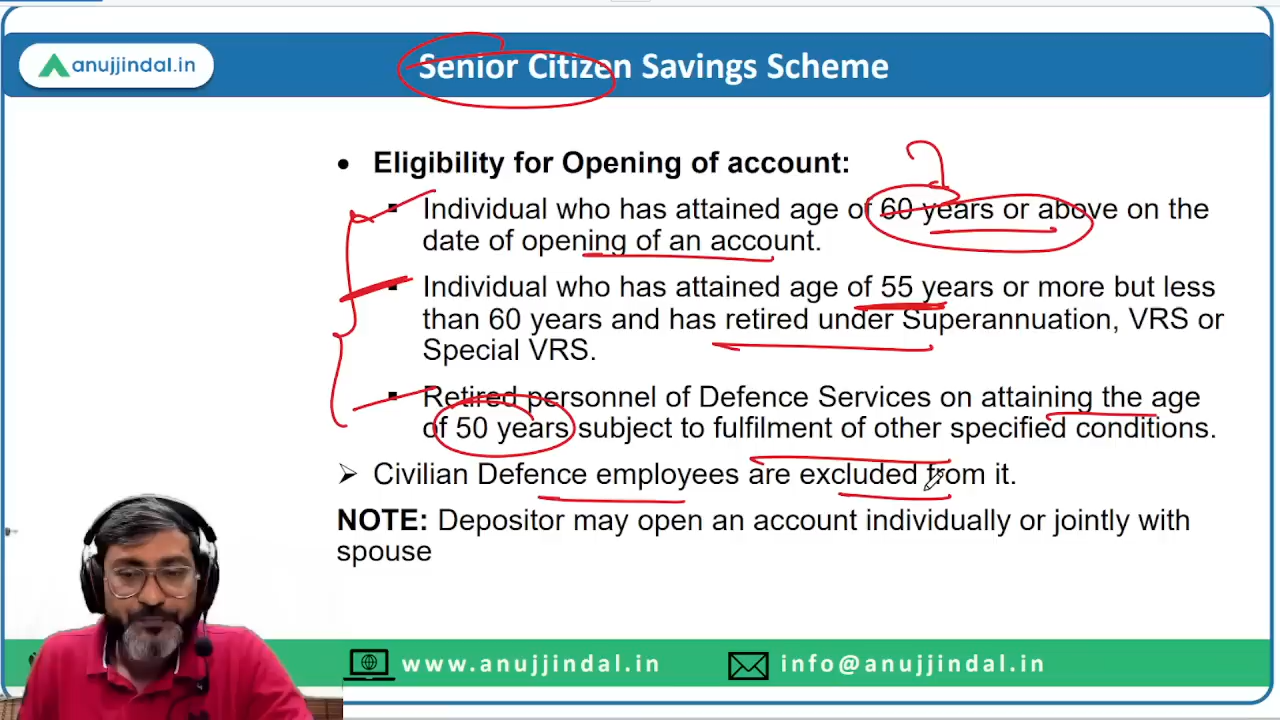 anujjindal.in
Senior Citizen Savings Scheme
• Eligibility for Opening of account:
▪ Individual who has attained age of 60 years or above on the
date of opening of an account.
▪ Individual who has attained age of 55 years or more but less
than 60 years and has retired under Superannuation, VRS or
Special VRS.
▪ Retired personnel of Defence Services on attaining the age
of 50 years subject to fulfilment of other specified conditions.
➢ Civilian Defence employees are excluded from it.
NOTE: Depositor may open an account individually or jointly with
spouse
www.anujjindal.in
info@anujjindal.in